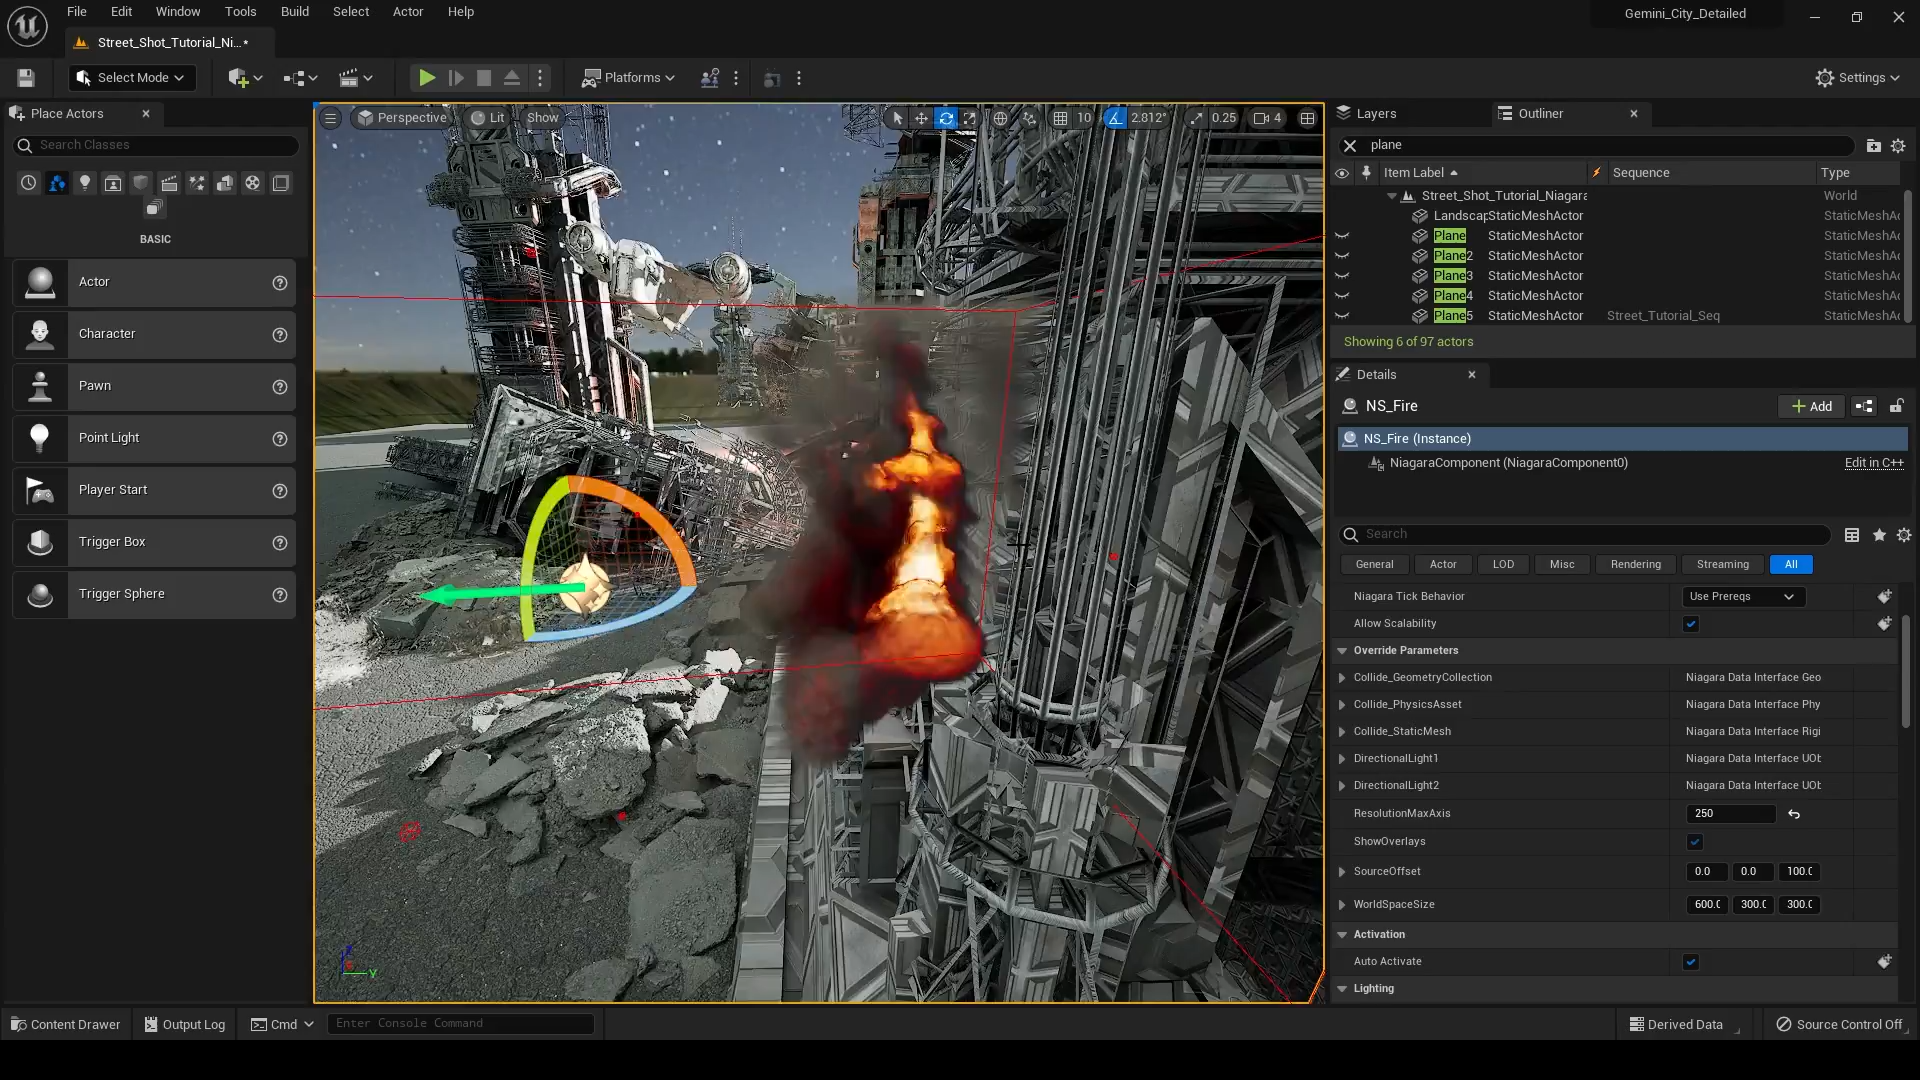 File Edit Window Tools Build Select Actor Help
Gemini_City_Detailed
Street_Shot_Tutorial_Ni...•
Select Mode
Platforms
Settings
Place Actors
Search Classes
BASIC
Actor
Character
Pawn
Point Light
Player Start
Trigger Box
Trigger Sphere
Perspective Lit Show 10 2.812° 0.25 4
y
Layers Outliner
plane
Item Label Sequence Type
Street_Shot_Tutorial_Niagara World
Landscap StaticMeshActor StaticMeshAc
Plane StaticMeshActor StaticMeshAc
Plane2 StaticMeshActor StaticMeshAc
Plane3 StaticMeshActor StaticMeshAc
Plane4 StaticMeshActor StaticMeshAc
Plane5 StaticMeshActor Street_Tutorial_Seq StaticMeshAc
Showing 6 of 97 actors
Details
NS_Fire
Add
NS_Fire (Instance)
NiagaraComponent (NiagaraComponent0) Edit in C++
Search
General Actor LOD Misc Rendering Streaming All
Niagara Tick Behavior Use Prereqs
Allow Scalability
Override Parameters
Collide_GeometryCollection Niagara Data Interface Geo
Collide_PhysicsAsset Niagara Data Interface Phy
Collide_StaticMesh Niagara Data Interface Rigi
DirectionalLight1 Niagara Data Interface UOb
DirectionalLight2 Niagara Data Interface UOb
ResolutionMaxAxis 250
ShowOverlays
SourceOffset 0.0 0.0 100.0
WorldSpaceSize 600.0 300.0 300.0
Activation
Auto Activate
Lighting
Content Drawer Output Log Cmd Enter Console Command Derived Data Source Control Off